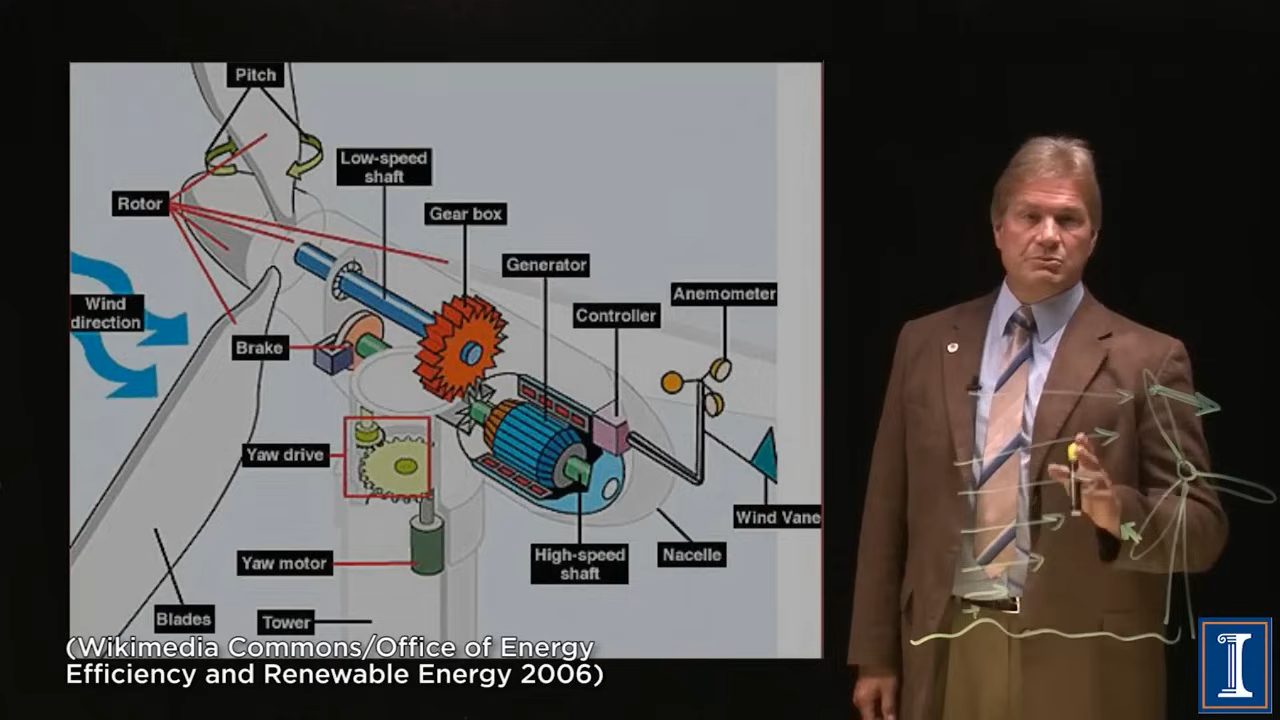 Pitch
Low-speed
shaft
Rotor
Gear box
Generator
Anemometer
Wind
direction
Controller
Brake
Yaw drive
Wind Vane
High-speed
shaft
Nacelle
Yaw motor
Blades
Tower
(Wikimedia Commons/Office of Energy
Efficiency and Renewable Energy 2006)
I